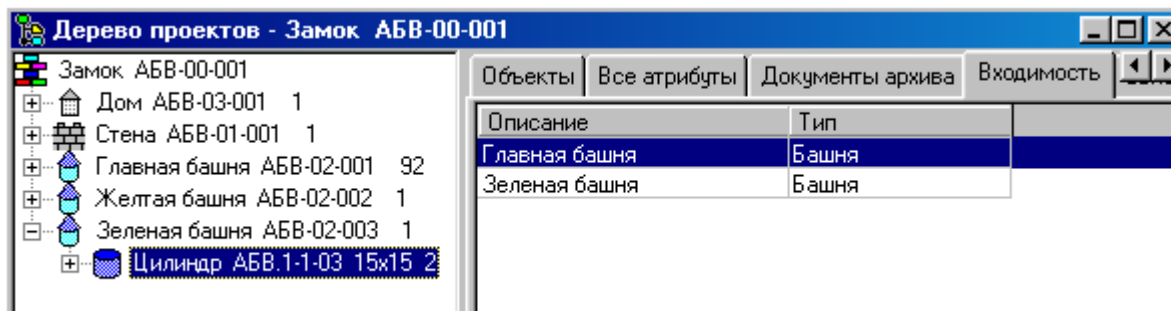 Дерево проектов - Замок АБВ-00-001
Замок АБВ-00-001
Дом АБВ-03-001 1
Стена АБВ-01-001 1
Главная башня АБВ-02-001 92
Желтая башня АБВ-02-002 1
Зеленая башня АБВ-02-003 1
Цилиндр АБВ.1-1-03 15x15 2
Объекты Все атрибуты Документы архива Входимость
Описание Тип
Главная башня Башня
Зеленая башня Башня